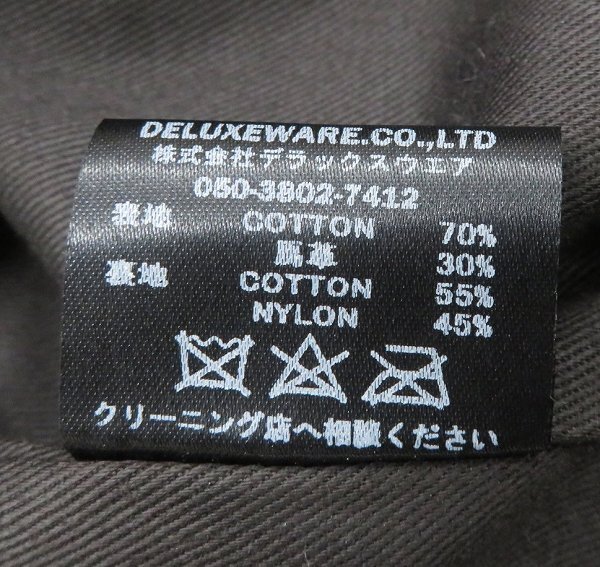 DELUXEWARE.CO.,LTD
株式会社デラックスウエア
050-3802-7412
表地 COTTON 70%
30%
裏地 COTTON 55%
NYLON 45%
クリーニング店へ相談ください